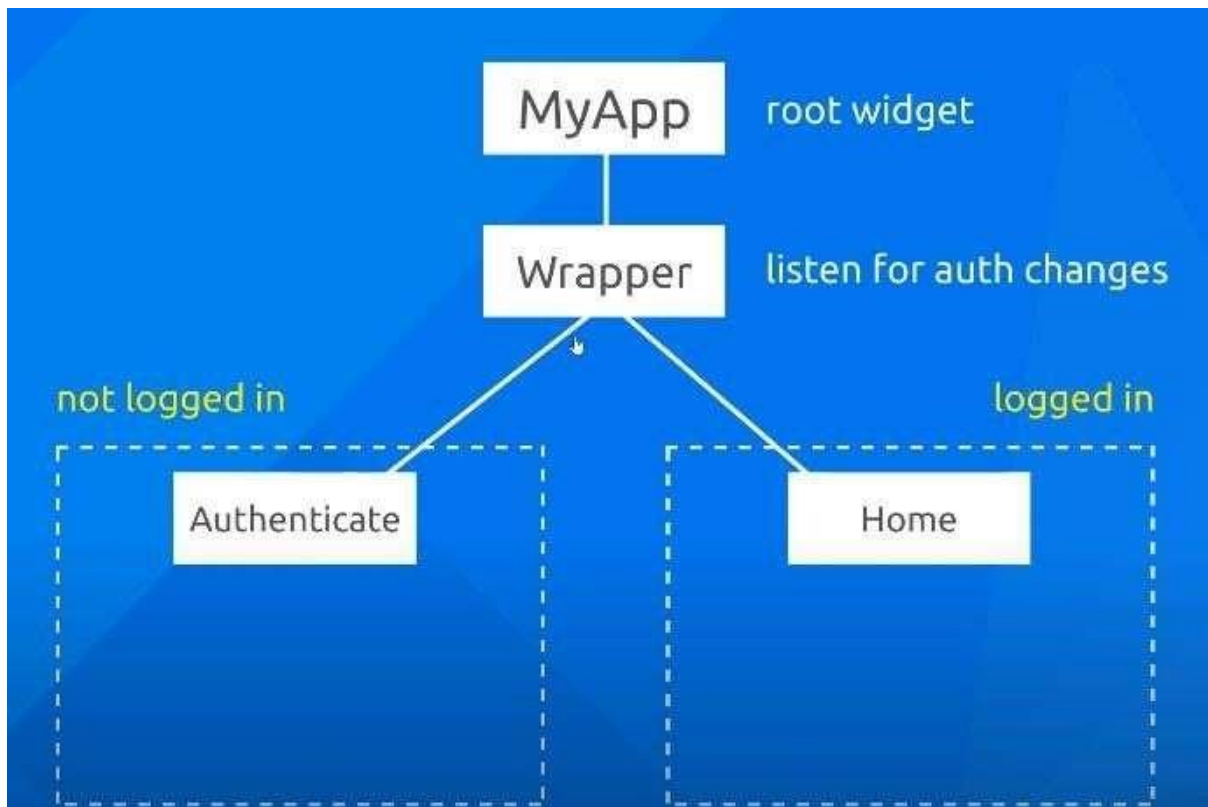 MyApp
root widget
Wrapper
listen for auth changes
not logged in
logged in
Authenticate
Home